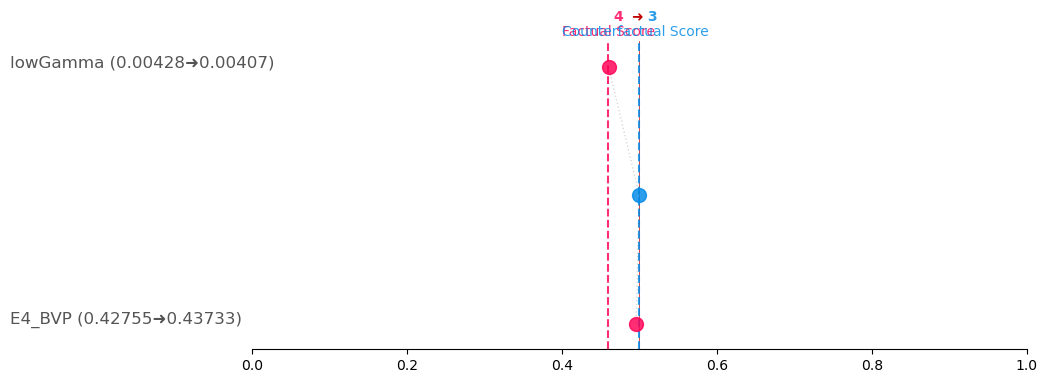 4 ➜ 3
Factual Score
Counterfactual Score
lowGamma (0.00428➜0.00407)
E4_BVP (0.42755➜0.43733)
0.0 0.2 0.4 0.6 0.8 1.0